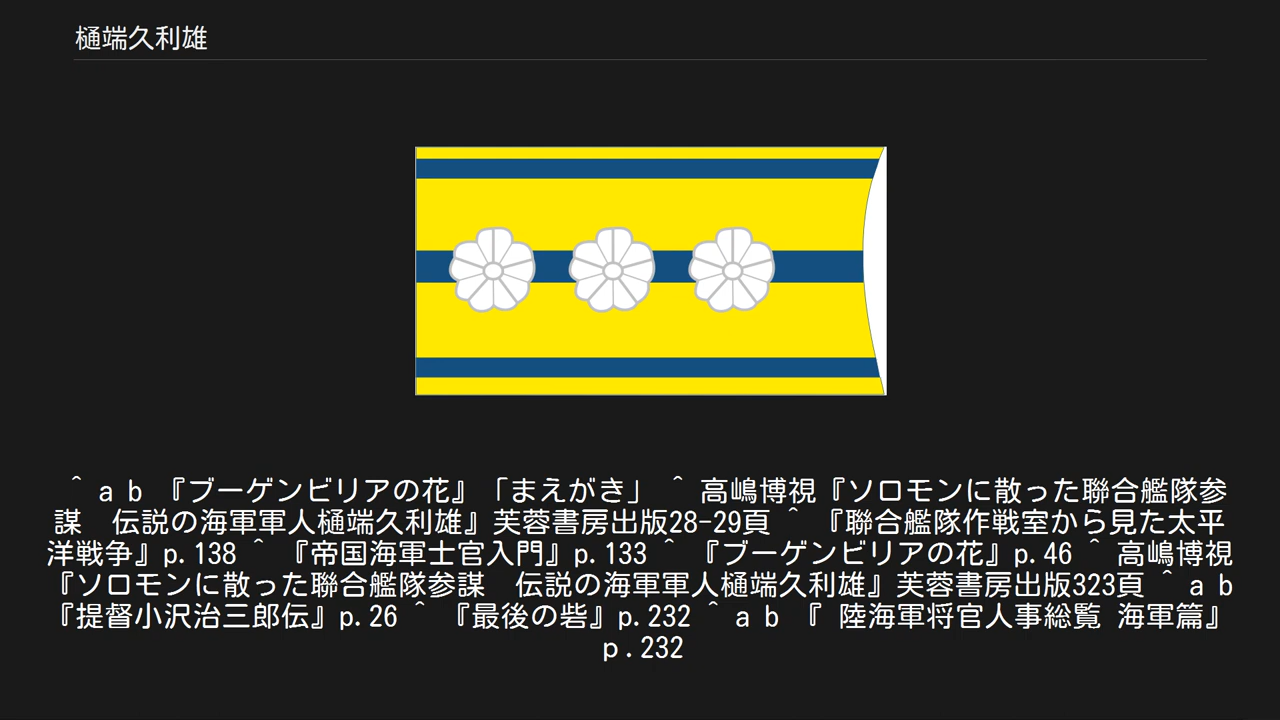 樋端久利雄
^ a b 『ブーゲンビリアの花』「まえがき」 ^ 高嶋博視『ソロモンに散った聯合艦隊参
謀　伝説の海軍軍人樋端久利雄』芙蓉書房出版28-29頁 ^ 『聯合艦隊作戦室から見た太平
洋戦争』p.138 ^ 『帝国海軍士官入門』p.133 ^ 『ブーゲンビリアの花』p.46 ^ 高嶋博視
『ソロモンに散った聯合艦隊参謀　伝説の海軍軍人樋端久利雄』芙蓉書房出版323頁 ^ a b
『提督小沢治三郎伝』p.26 ^ 『最後の砦』p.232 ^ a b 『 陸海軍将官人事総覧 海軍篇』
ｐ.232